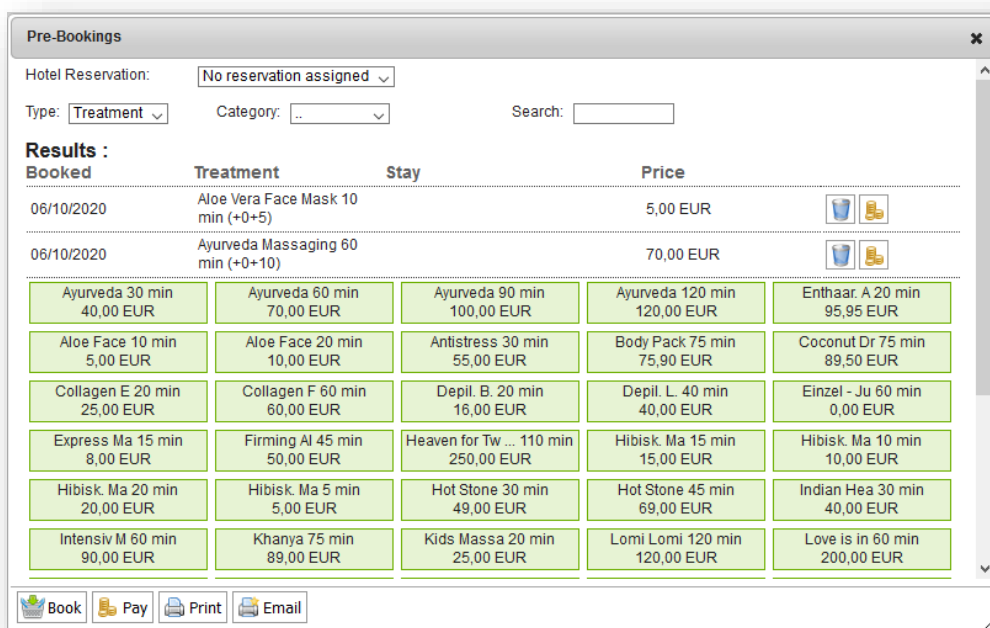 Pre-Bookings
Hotel Reservation: No reservation assigned
Type: Treatment Category: .. Search:
Results :
Booked Treatment Stay Price
06/10/2020 Aloe Vera Face Mask 10 min (+0+5) 5,00 EUR
06/10/2020 Ayurveda Massaging 60 min (+0+10) 70,00 EUR
Ayurveda 30 min Ayurveda 60 min Ayurveda 90 min Ayurveda 120 min Enthaar. A 20 min
40,00 EUR 70,00 EUR 100,00 EUR 120,00 EUR 95,95 EUR
Aloe Face 10 min Aloe Face 20 min Antistress 30 min Body Pack 75 min Coconut Dr 75 min
5,00 EUR 10,00 EUR 55,00 EUR 75,90 EUR 89,50 EUR
Collagen E 20 min Collagen F 60 min Depil. B. 20 min Depil. L. 40 min Einzel - Ju 60 min
25,00 EUR 60,00 EUR 16,00 EUR 40,00 EUR 0,00 EUR
Express Ma 15 min Firming Al 45 min Heaven for Tw ... 110 min Hibisk. Ma 15 min Hibisk. Ma 10 min
8,00 EUR 50,00 EUR 250,00 EUR 15,00 EUR 10,00 EUR
Hibisk. Ma 20 min Hibisk. Ma 5 min Hot Stone 30 min Hot Stone 45 min Indian Hea 30 min
20,00 EUR 5,00 EUR 49,00 EUR 69,00 EUR 40,00 EUR
Intensiv M 60 min Khanya 75 min Kids Massa 20 min Lomi Lomi 120 min Love is in 60 min
90,00 EUR 89,00 EUR 25,00 EUR 120,00 EUR 200,00 EUR
Book Pay Print Email